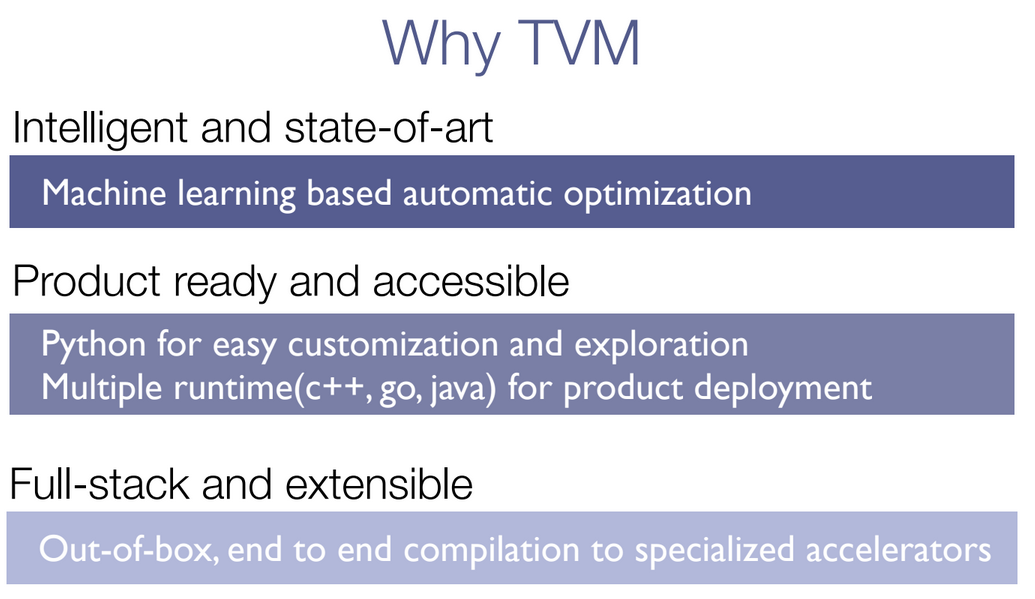 Why TVM
Intelligent and state-of-art
Machine learning based automatic optimization
Product ready and accessible
Python for easy customization and exploration
Multiple runtime(c++, go, java) for product deployment
Full-stack and extensible
Out-of-box, end to end compilation to specialized accelerators